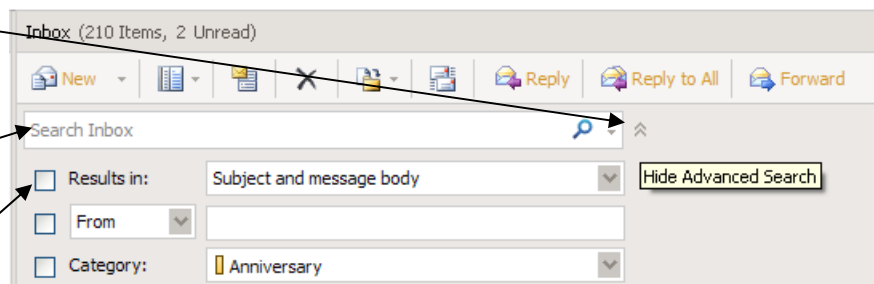 Inbox (210 Items, 2 Unread)
New Reply Reply to All Forward
Search Inbox
Results in: Subject and message body Hide Advanced Search
From
Category: Anniversary